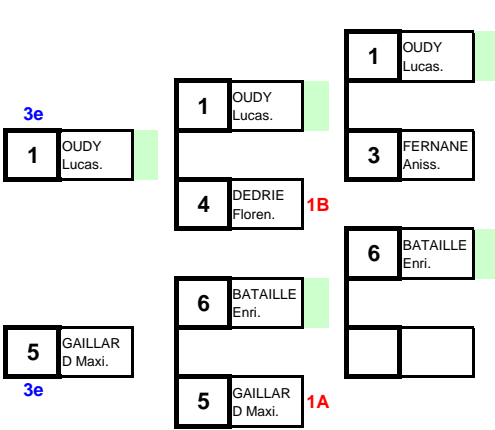 1
OUDY
Lucas.
3
FERNANE
Aniss.
6
BATAILLE
Enri.
1
OUDY
Lucas.
4
DEDRIE
Floren.
1B
6
BATAILLE
Enri.
5
GAILLAR
D Maxi.
1A
3e
1
OUDY
Lucas.
5
GAILLAR
D Maxi.
3e